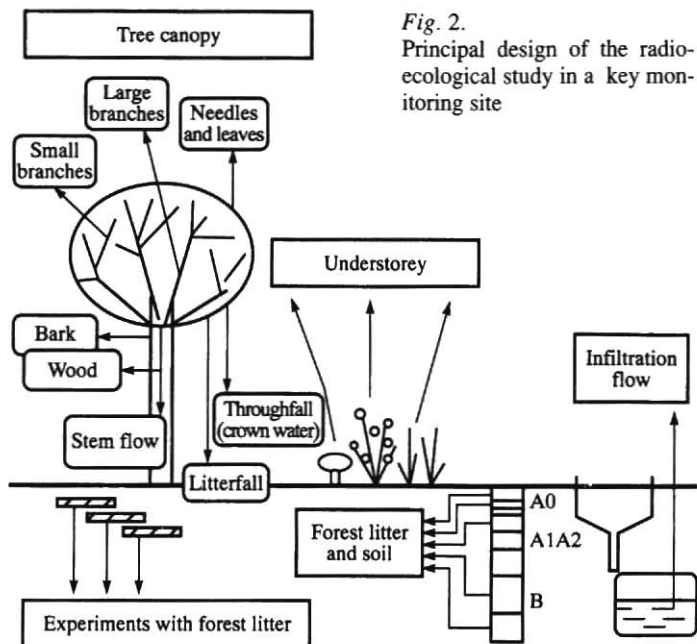 Tree canopy
Fig. 2.
Principal design of the radio-
ecological study in a key mon-
itoring site
Large
branches
Needles
and leaves
Small
branches
Understorey
Bark
Wood
Infiltration
flow
Throughfall
(crown water)
Stem flow
Litterfall
A0
Forest litter
and soil
A1A2
B
Experiments with forest litter